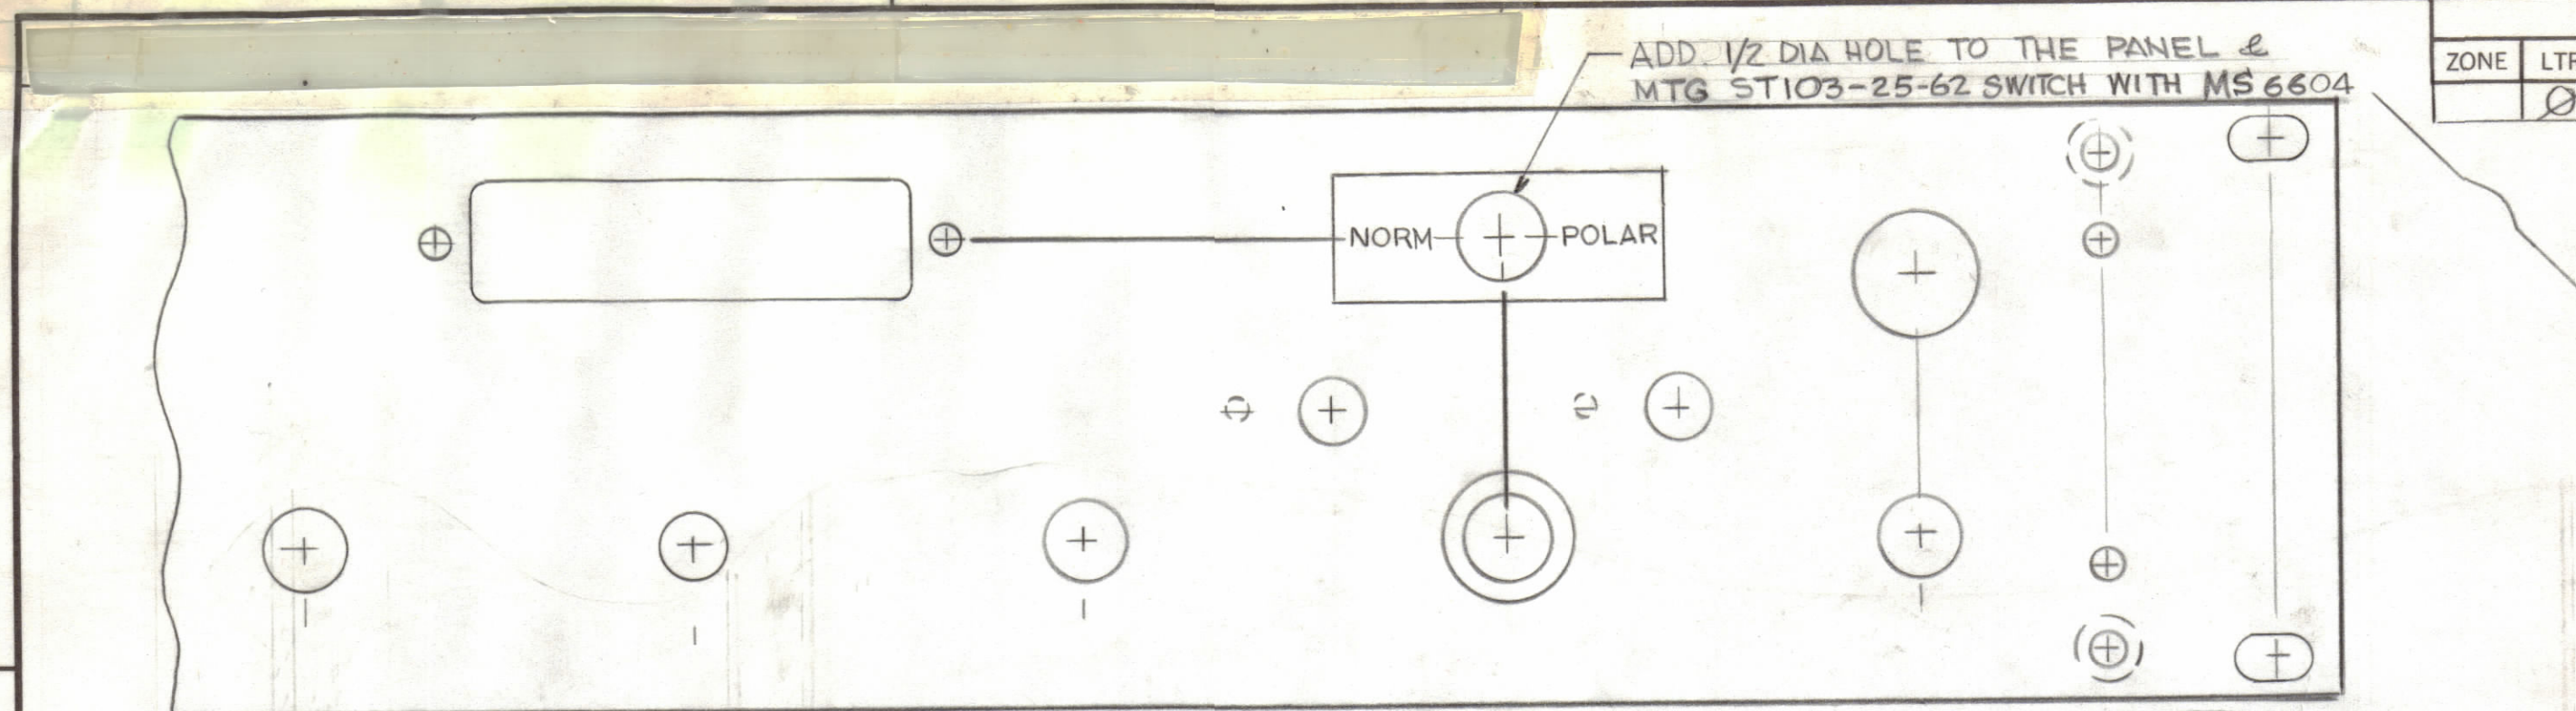 ADD 1/2 DIA HOLE TO THE PANEL &
MTG ST103-25-62 SWITCH WITH MS 6604
ZONE LTR
Ø
NORM POLAR